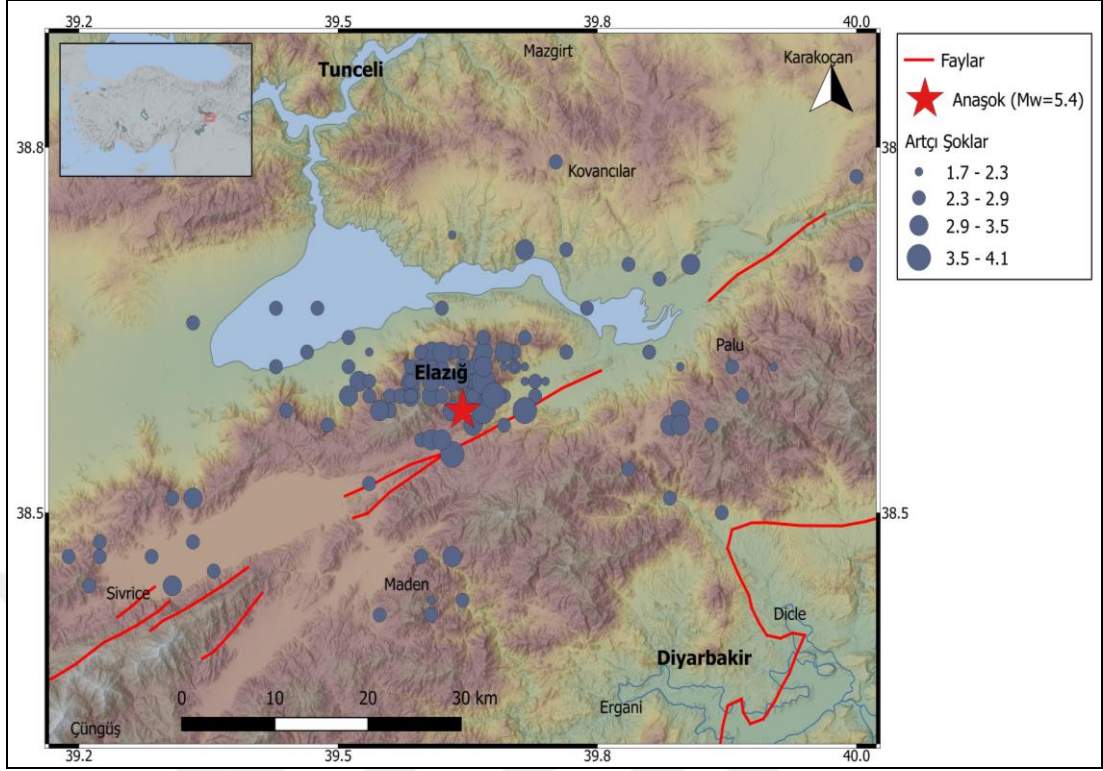 39.2 39.5 39.8 40.0
Tunceli
Mazgirt
Karakoçan
38.8 38.8
Kovancılar
Palu
Elazığ
38.5 38.5
Sivrice
Maden
Dicle
Diyarbakir
Ergani
Çüngüş
0 10 20 30 km
39.2 39.5 39.8 40.0
Faylar
Anaşok (Mw=5.4)
Artçı Şoklar
1.7 - 2.3
2.3 - 2.9
2.9 - 3.5
3.5 - 4.1